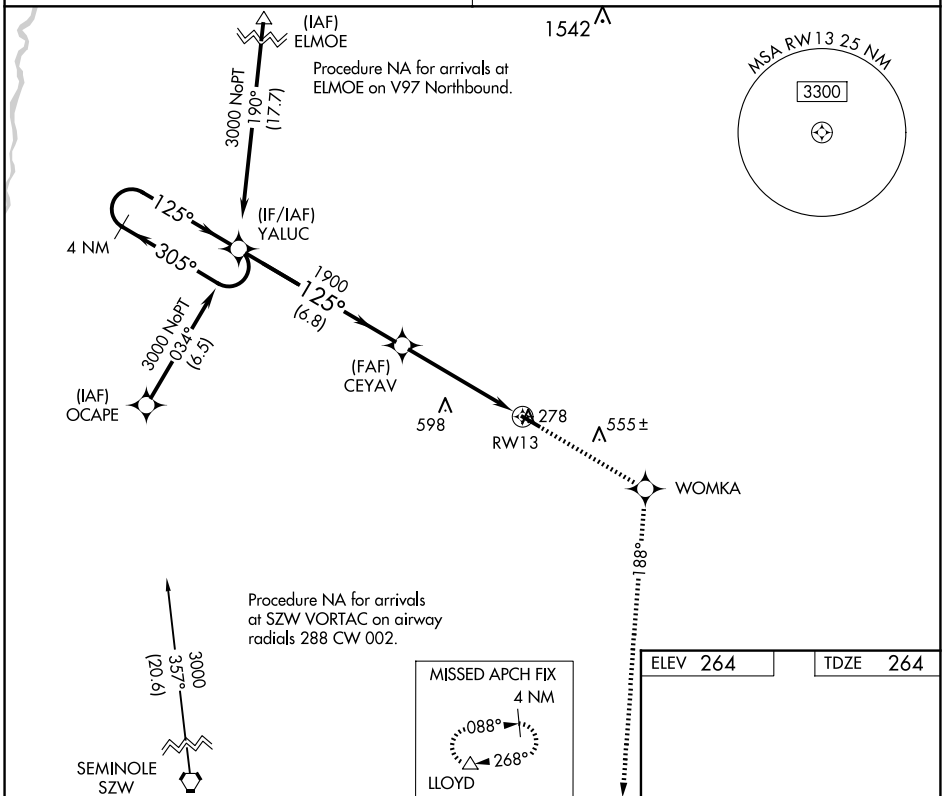 (IAF)
ELMOE
1542
Procedure NA for arrivals at
ELMOE on V97 Northbound.
MSA RW13 25 NM
3300
3000 NoPT
190°
(17.7)
125°
305°
4 NM
(IF/IAF)
YALUC
3000 NoPT
034°
(6.5)
(IAF)
OCAPE
1900
125°
(6.8)
(FAF)
CEYAV
598
278
RW13
555±
WOMKA
188°
Procedure NA for arrivals
at SZW VORTAC on airway
radials 288 CW 002.
3000
357°
(20.6)
SEMINOLE
SZW
MISSED APCH FIX
4 NM
088°
268°
LLOYD
ELEV 264
TDZE 264